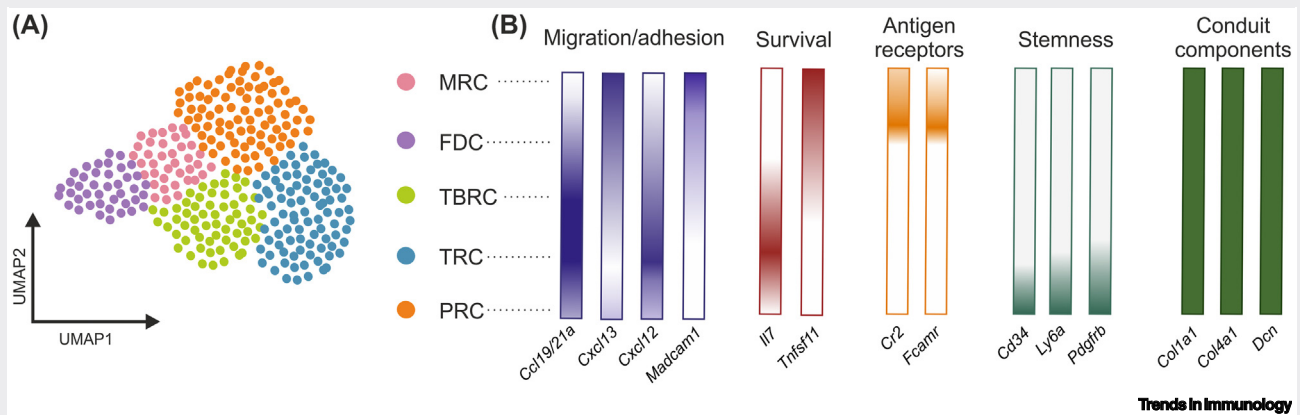 (A)
UMAP2
UMAP1
MRC
FDC
TBRC
TRC
PRC
(B)
Migration/adhesion
Survival
Antigen
receptors
Stemness
Conduit
components
Ccl19/21a
Cxcl13
Cxcl12
Madcam1
Il7
Tnfsf11
Cr2
Fcamr
Cd34
Ly6a
Pdgfrb
Col1a1
Col4a1
Dcn
Trends in Immunology